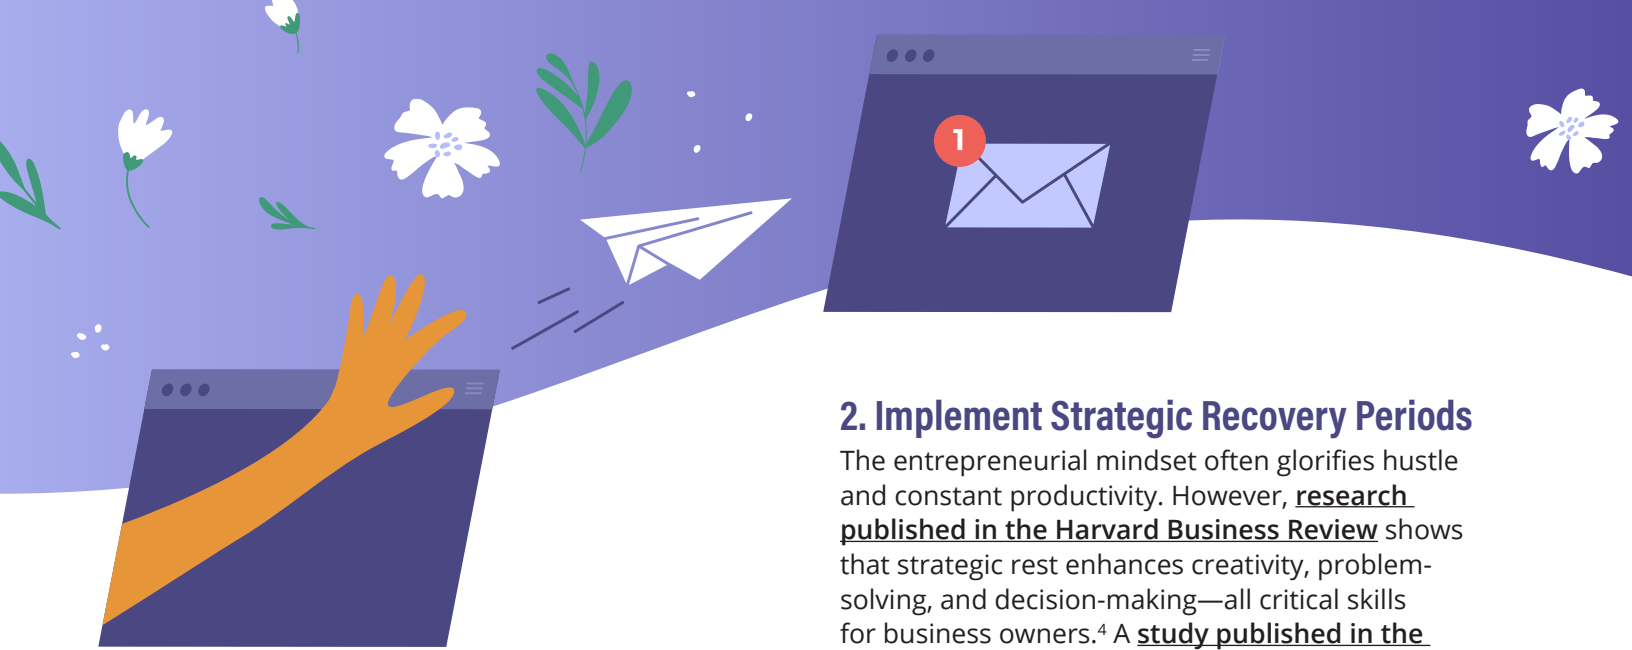 1
2. Implement Strategic Recovery Periods
The entrepreneurial mindset often glorifies hustle
and constant productivity. However, research
published in the Harvard Business Review shows
that strategic rest enhances creativity, problem-
solving, and decision-making—all critical skills
for business owners.⁴ A study published in the